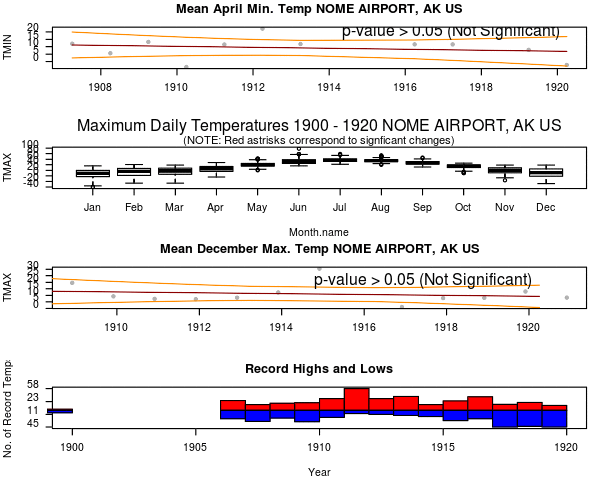 Mean April Min. Temp NOME AIRPORT, AK US
p-value > 0.05 (Not Significant)
TMIN
20
15
10
5
0
1908 1910 1912 1914 1916 1918 1920
Maximum Daily Temperatures 1900 - 1920 NOME AIRPORT, AK US
(NOTE: Red astrisks correspond to signficant changes)
TMAX
Jan Feb Mar Apr May Jun Jul Aug Sep Oct Nov Dec
Month.name
Mean December Max. Temp NOME AIRPORT, AK US
p-value > 0.05 (Not Significant)
TMAX
30
25
20
15
10
5
0
1910 1912 1914 1916 1918 1920
Record Highs and Lows
No. of Record Temp
58
23
11
45
1900 1905 1910 1915 1920
Year